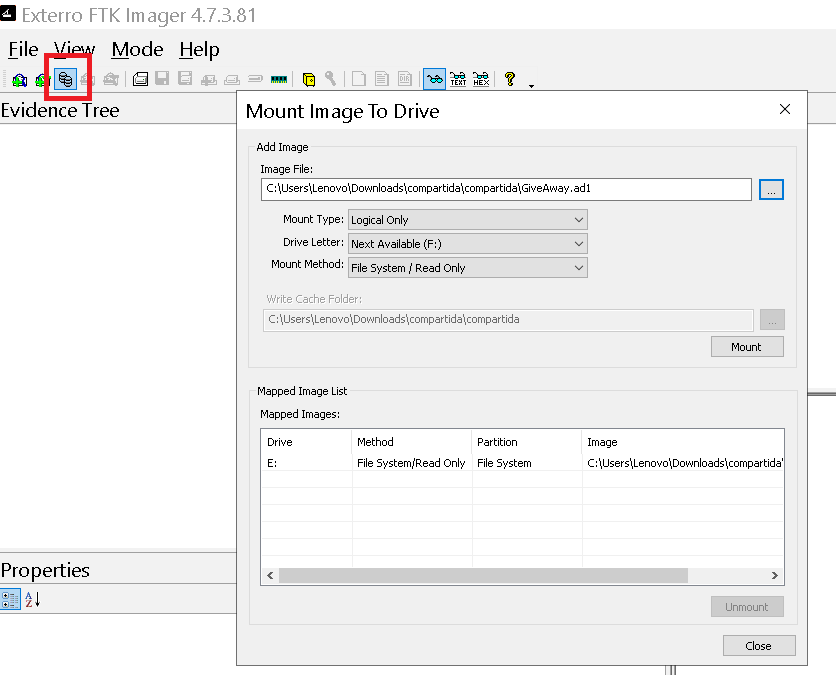 Exterro FTK Imager 4.7.3.81
File View Mode Help
TEXT HEX ?
Evidence Tree
Mount Image To Drive
Add Image
Image File:
C:\Users\Lenovo\Downloads\compartida\compartida\GiveAway.ad1
...
Mount Type: Logical Only
Drive Letter: Next Available (F:)
Mount Method: File System / Read Only
Write Cache Folder:
C:\Users\Lenovo\Downloads\compartida\compartida
...
Mount
Mapped Image List
Mapped Images:
Drive Method Partition Image
E: File System/Read Only File System C:\Users\Lenovo\Downloads\compartida\
Unmount
Close
Properties
A
Z